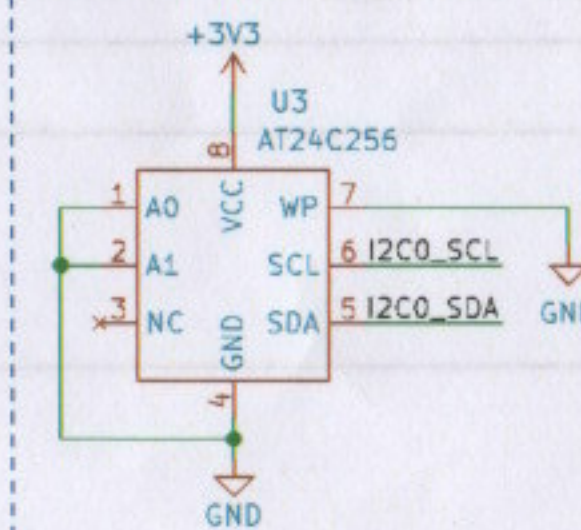 +3V3
U3
AT24C256
8
1 A0 VCC WP 7
2 A1 SCL 6 I2C0_SCL
3 NC GND SDA 5 I2C0_SDA
GND
4
GND